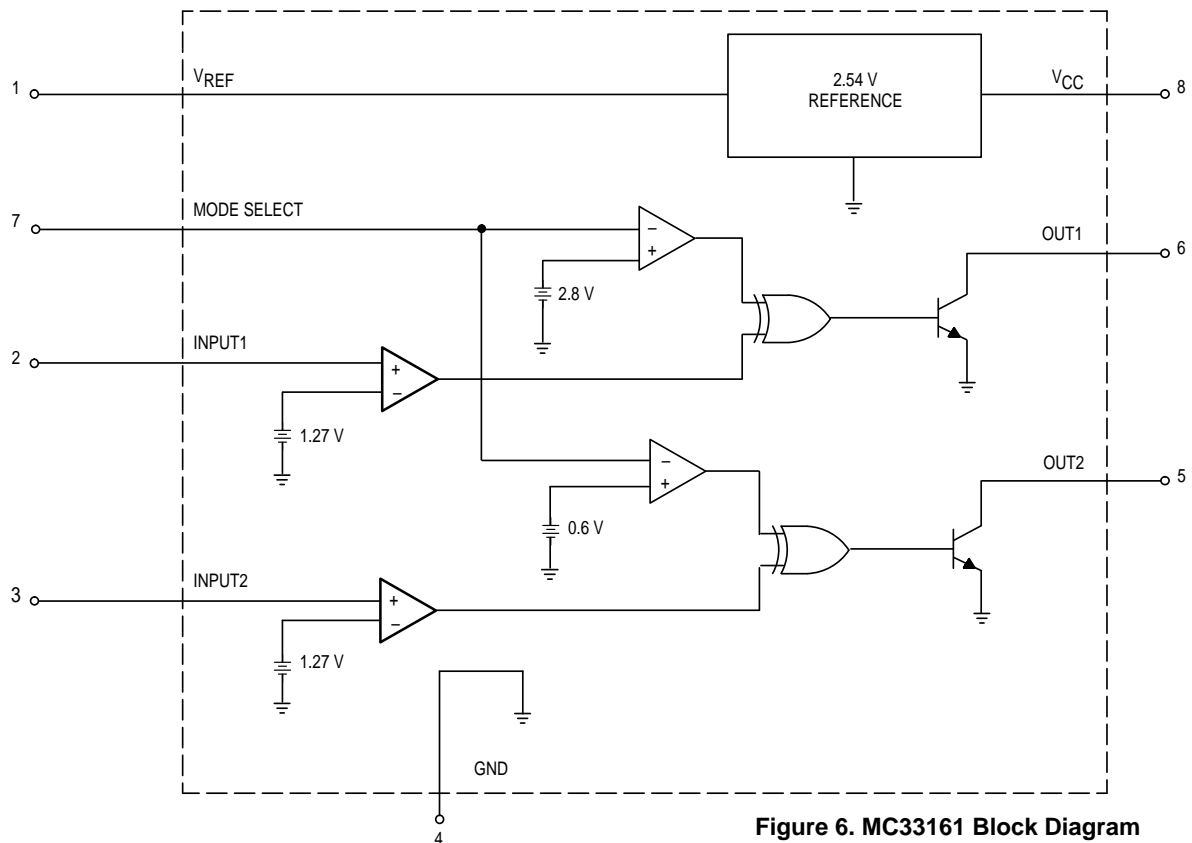 1
VREF
2.54 V
REFERENCE
VCC
8
7
MODE SELECT
−
+
2.8 V
OUT1
6
2
INPUT1
+
−
1.27 V
−
+
0.6 V
OUT2
5
3
INPUT2
+
−
1.27 V
GND
4
Figure 6. MC33161 Block Diagram